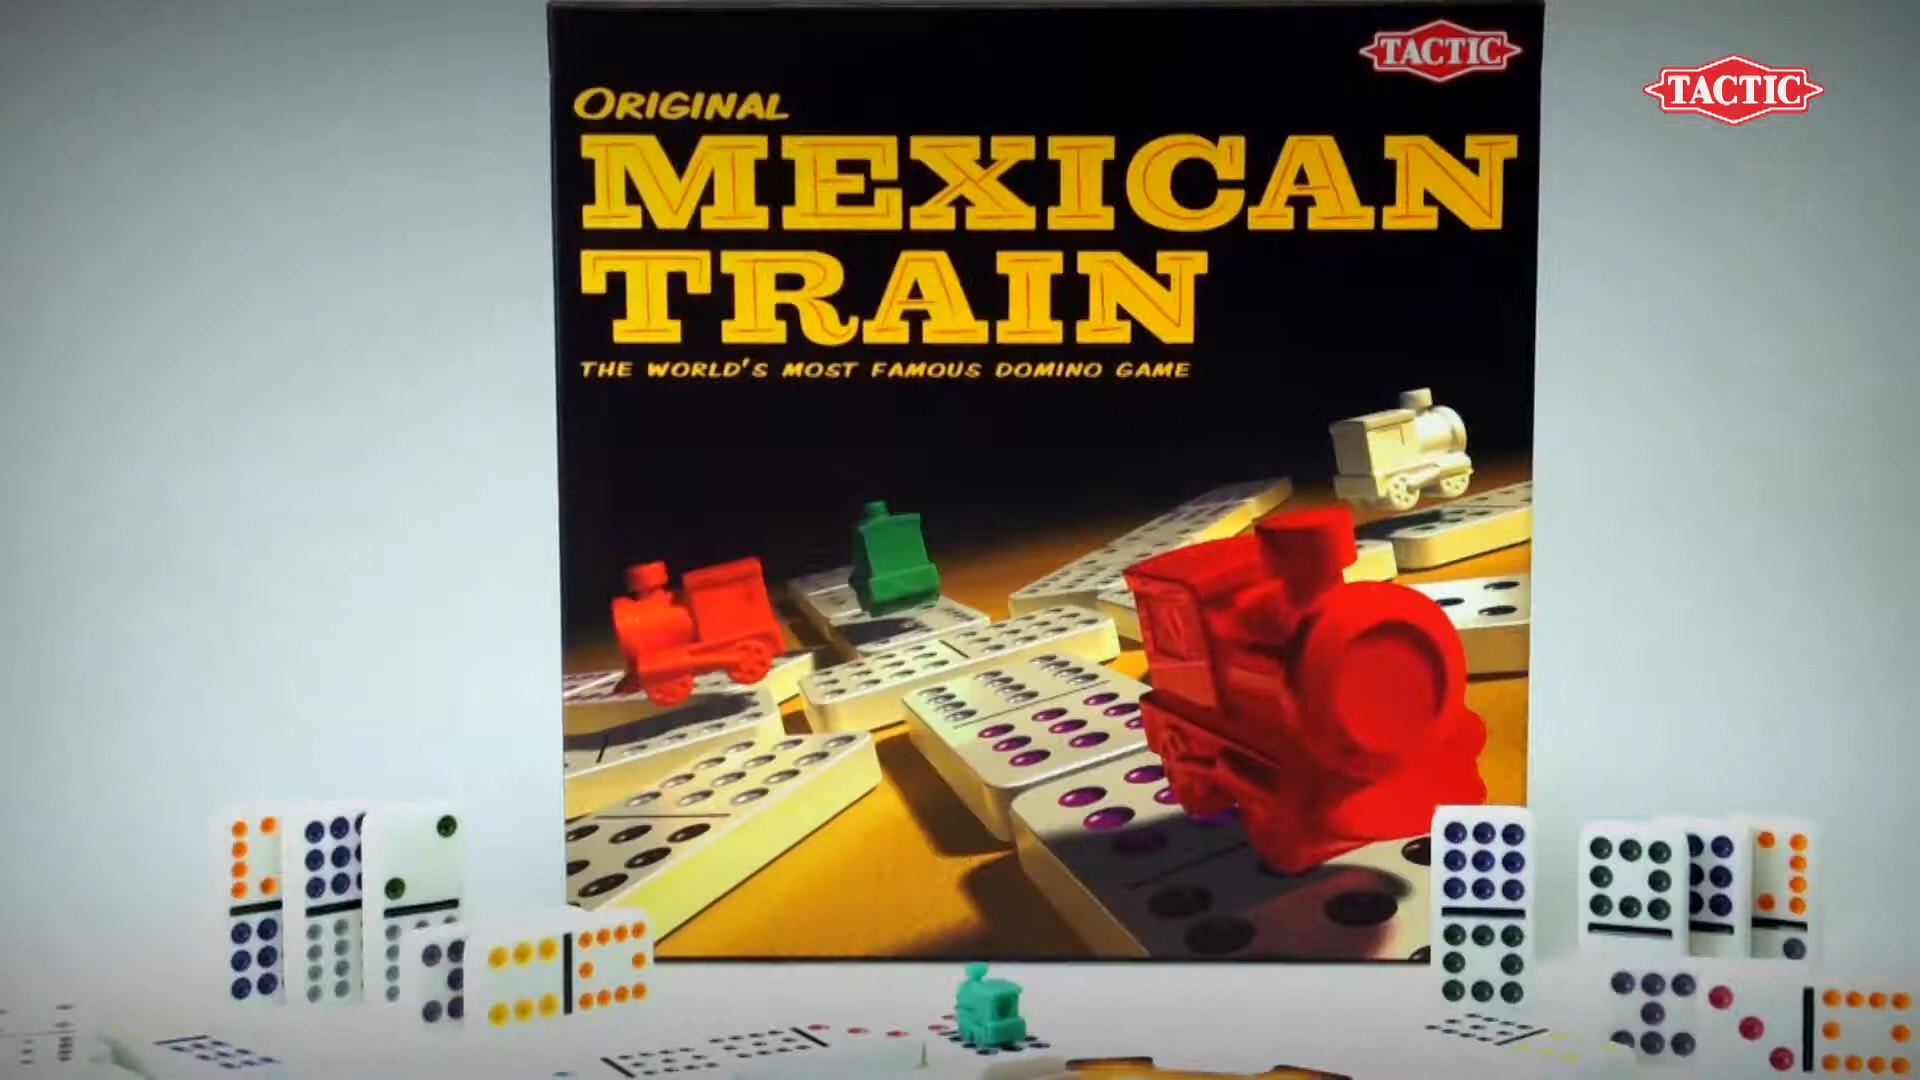 TACTIC
TACTIC
ORIGINAL
MEXICAN
TRAIN
THE WORLD'S MOST FAMOUS DOMINO GAME